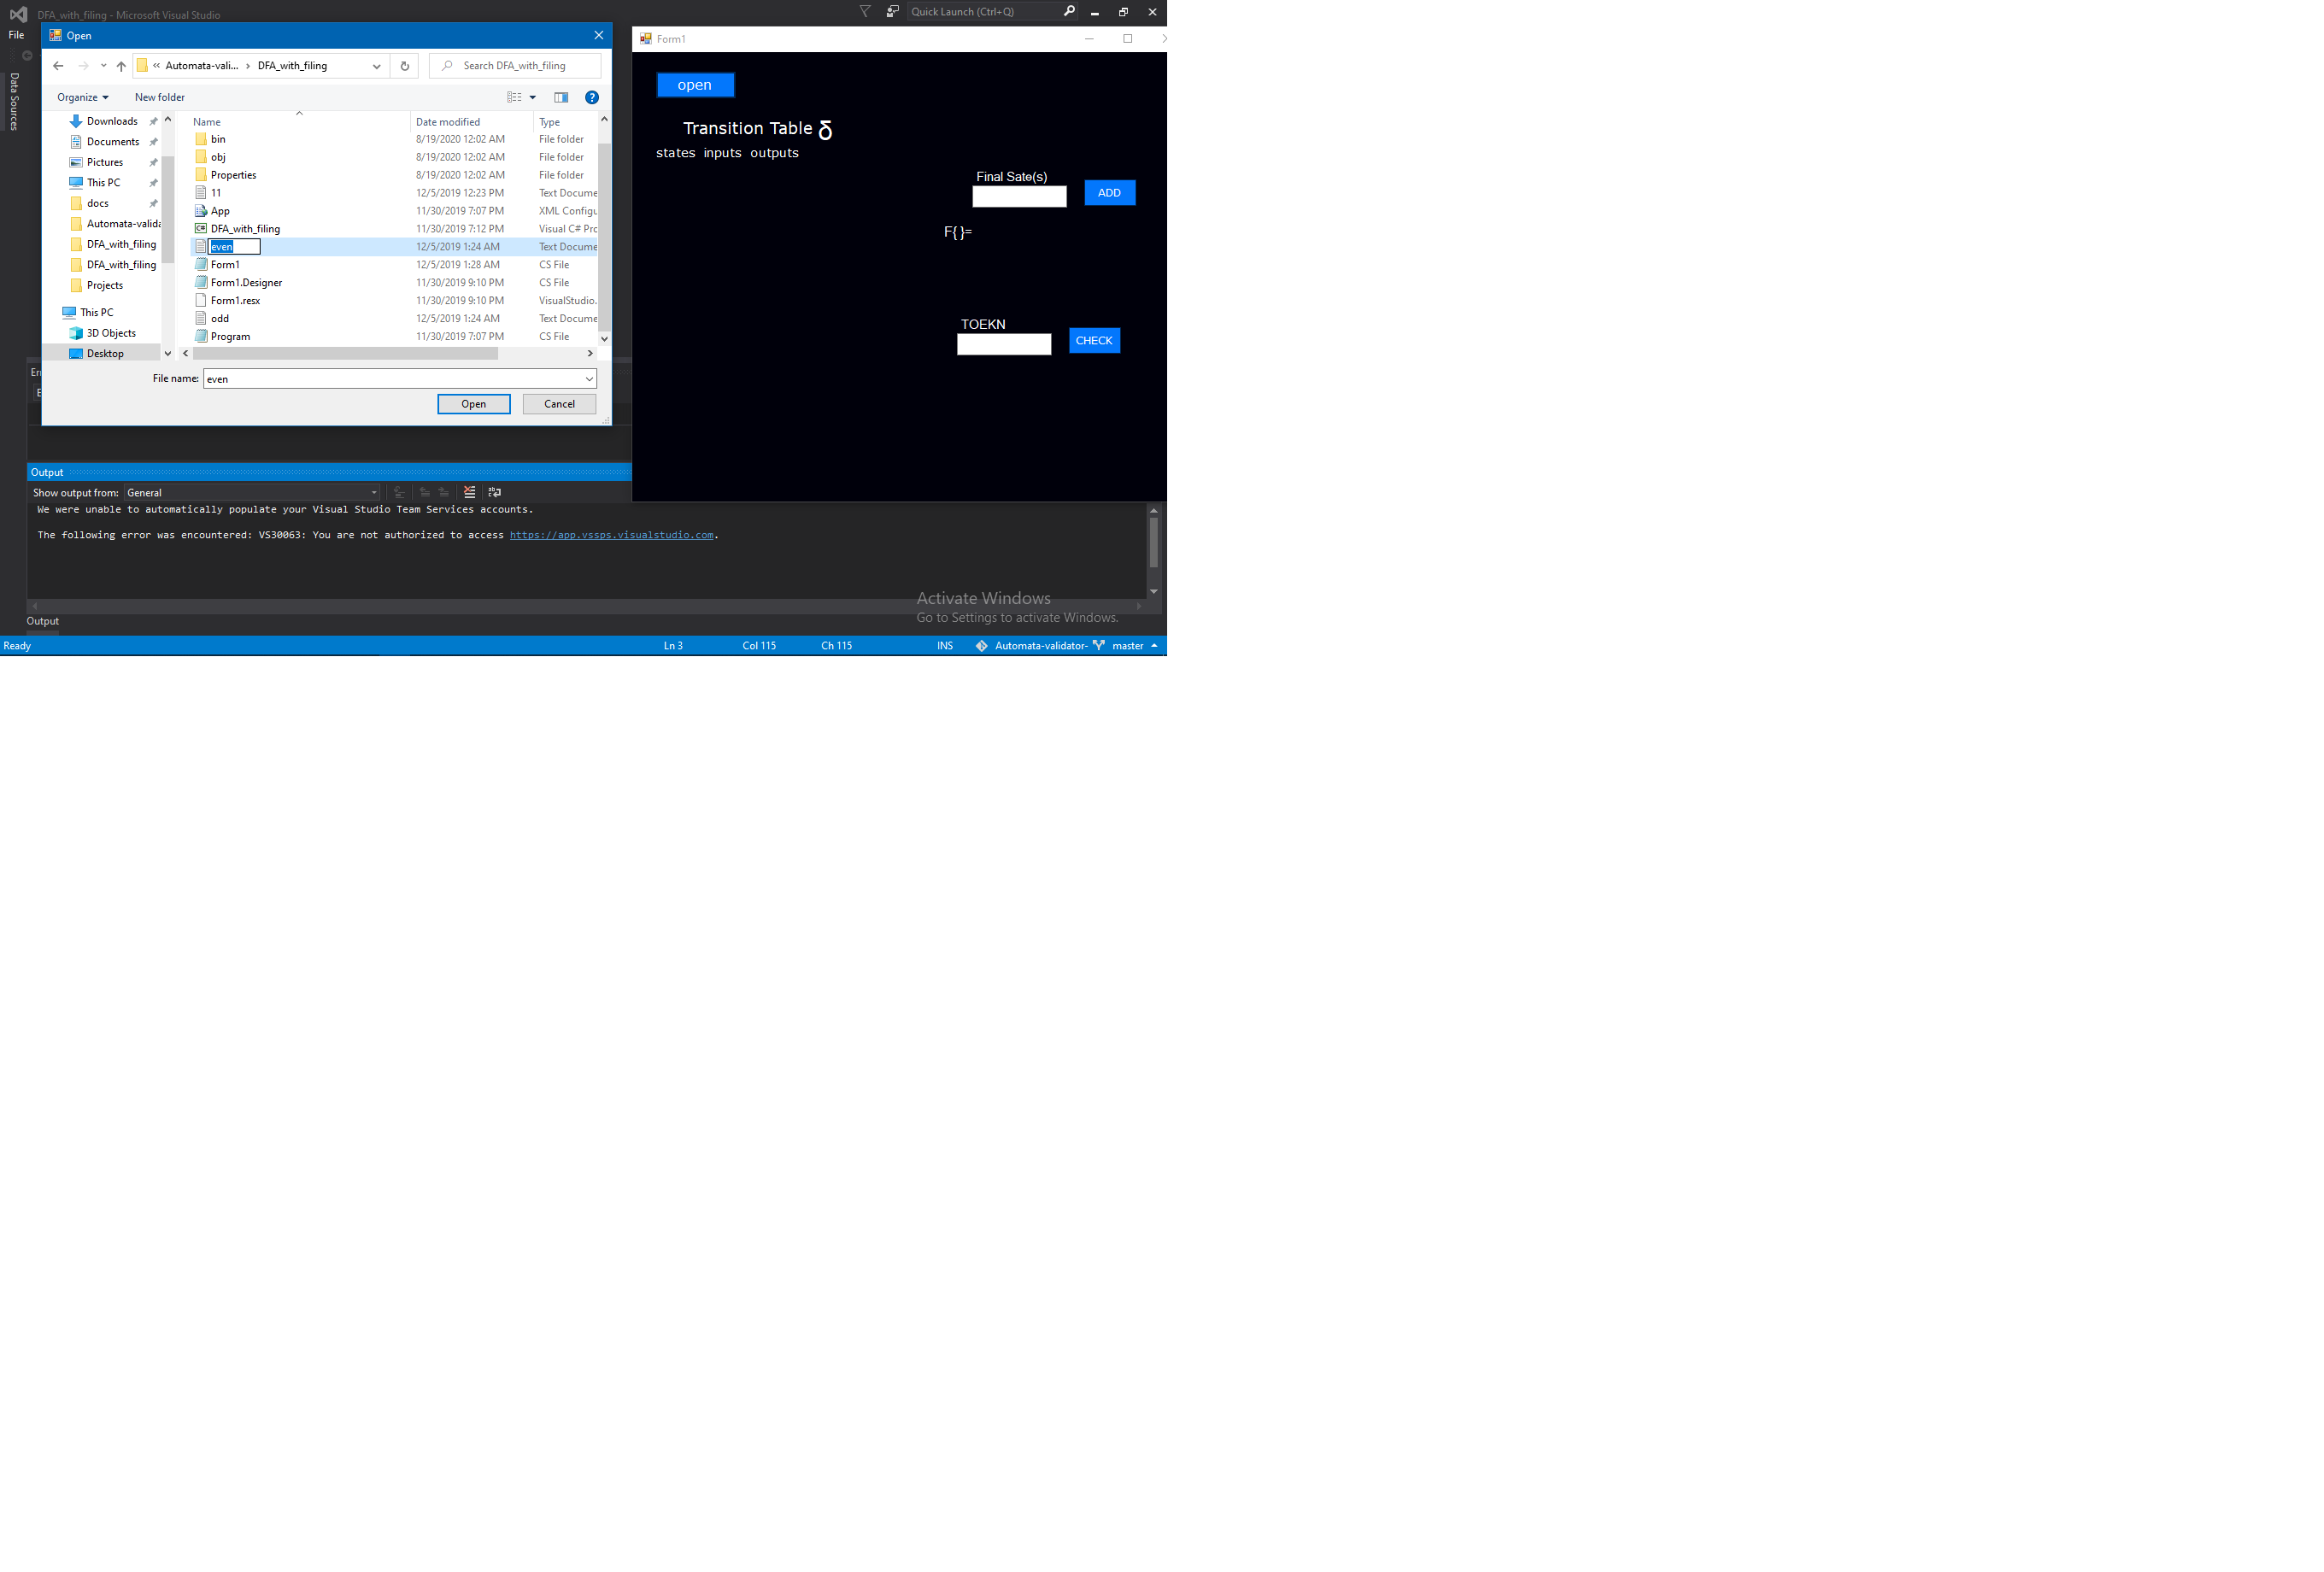 DFA_with_filing - Microsoft Visual Studio
Quick Launch (Ctrl+Q)
File
Data Sources
Open
« Automata-vali... › DFA_with_filing
Search DFA_with_filing
Organize
New folder
?
Downloads
Documents
Pictures
This PC
docs
Automata-valida
DFA_with_filing
DFA_with_filing
Projects
This PC
3D Objects
Desktop
Name Date modified Type
bin 8/19/2020 12:02 AM File folder
obj 8/19/2020 12:02 AM File folder
Properties 8/19/2020 12:02 AM File folder
11 12/5/2019 12:23 PM Text Docume
App 11/30/2019 7:07 PM XML Configu
DFA_with_filing 11/30/2019 7:12 PM Visual C# Prc
even 12/5/2019 1:24 AM Text Docume
Form1 12/5/2019 1:28 AM CS File
Form1.Designer 11/30/2019 9:10 PM CS File
Form1.resx 11/30/2019 9:10 PM VisualStudio.
odd 12/5/2019 1:24 AM Text Docume
Program 11/30/2019 7:07 PM CS File
File name: even
Open Cancel
Form1
open
Transition Table δ
states inputs outputs
Final Sate(s)
ADD
F{ }=
TOEKN
CHECK
Output
Show output from: General
We were unable to automatically populate your Visual Studio Team Services accounts.
The following error was encountered: VS30063: You are not authorized to access https://app.vssps.visualstudio.com.
Activate Windows
Go to Settings to activate Windows.
Output
Ready Ln 3 Col 115 Ch 115 INS Automata-validator- master